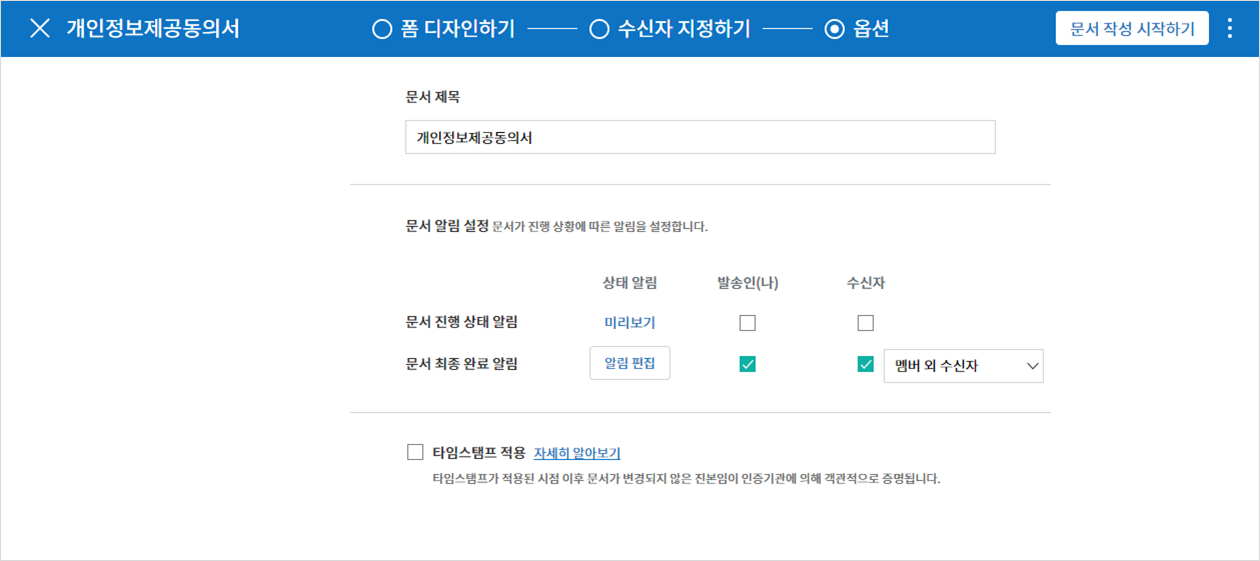 개인정보제공동의서
폼 디자인하기
수신자 지정하기
옵션
문서 작성 시작하기
문서 제목
개인정보제공동의서
문서 알림 설정 문서가 진행 상황에 따른 알림을 설정합니다.
상태 알림 발송인(나) 수신자
문서 진행 상태 알림 미리보기
문서 최종 완료 알림 알림 편집 멤버 외 수신자
타임스탬프 적용 자세히 알아보기
타임스탬프가 적용된 시점 이후 문서가 변경되지 않은 진본임이 인증기관에 의해 객관적으로 증명됩니다.